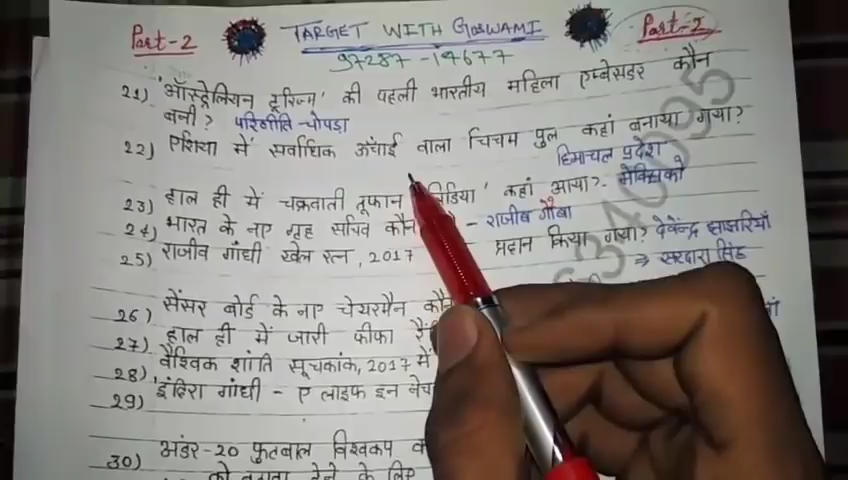 Part-2 TARGET WITH GOSWAMI Part-2
97287-14677
21) 'ऑस्ट्रेलियन टूरिज्म' की पहली भारतीय महिला एम्बेसडर कौन
बनी? परिणीति चोपड़ा
22) एशिया में सर्वाधिक ऊंचाई वाला चिचम पुल कहां बनाया गया?
हिमाचल प्रदेश
23) हाल ही में चक्रवाती तूफान लिडिया' कहां आया? - मेक्सिको
24) भारत के नए गृह सचिव कौन - राजीव गौबा
25) राजीव गांधी खेल रत्न, 2017 प्रदान किया गया? देवेन्द्र झाझरियाँ
⇒ सरदारा सिंह
26) सेंसर बोर्ड के नए चेयरमैन कौन
27) हाल ही में जारी फीफा
28) वैश्विक शांति सूचकांक, 2017 में
29) 'इंदिरा गांधी - ए लाइफ इन नेच
30) अंडर-20 फुटबाल विश्वकप
को बढ़ावा देने के लिए